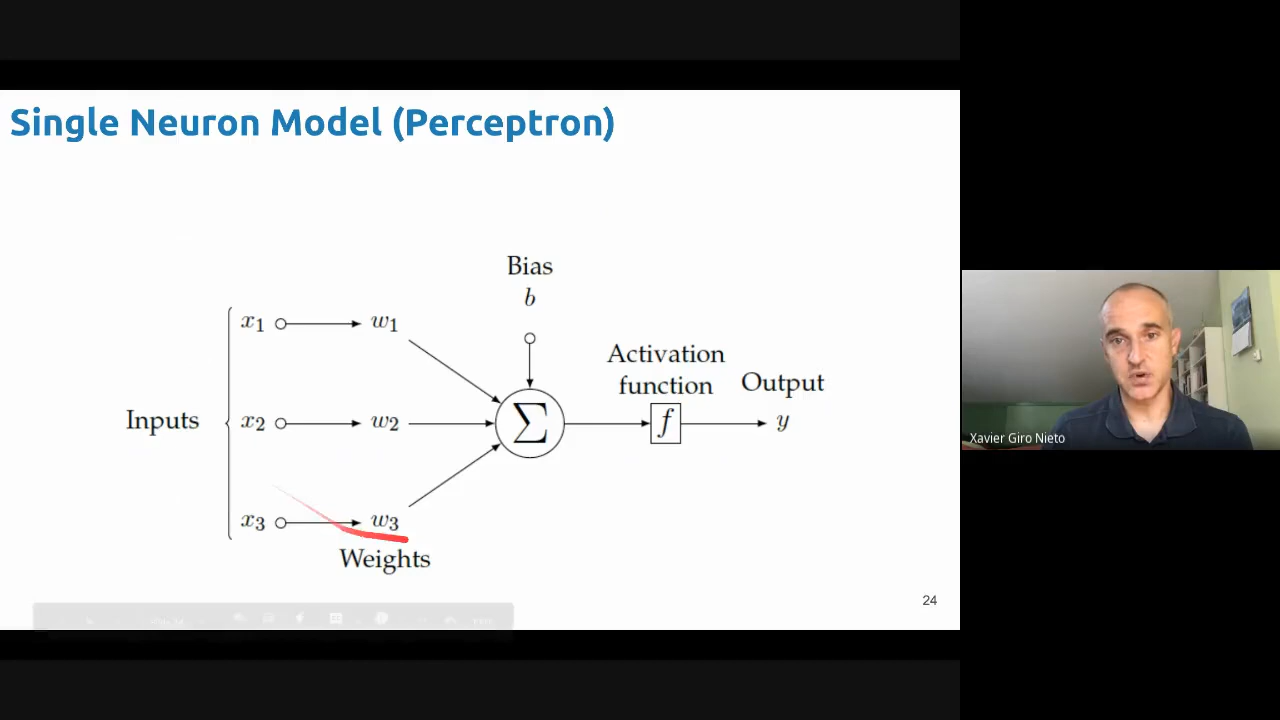 Single Neuron Model (Perceptron)
Bias
b
x1 w1
Activation
function
Output
Inputs
x2 w2
Σ
f
y
x3 w3
Weights
24
Xavier Giro Nieto